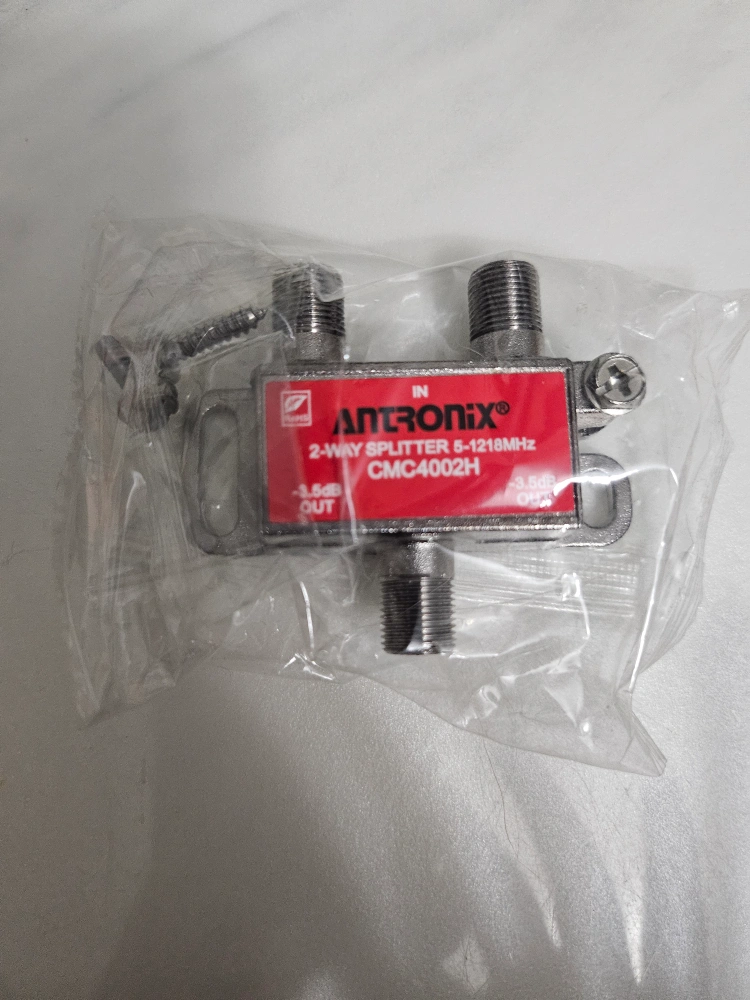 IN
ANTRONIX®
2-WAY SPLITTER 5-1218MHz
CMC4002H
-3.5dB
OUT
-3.5dB
OUT